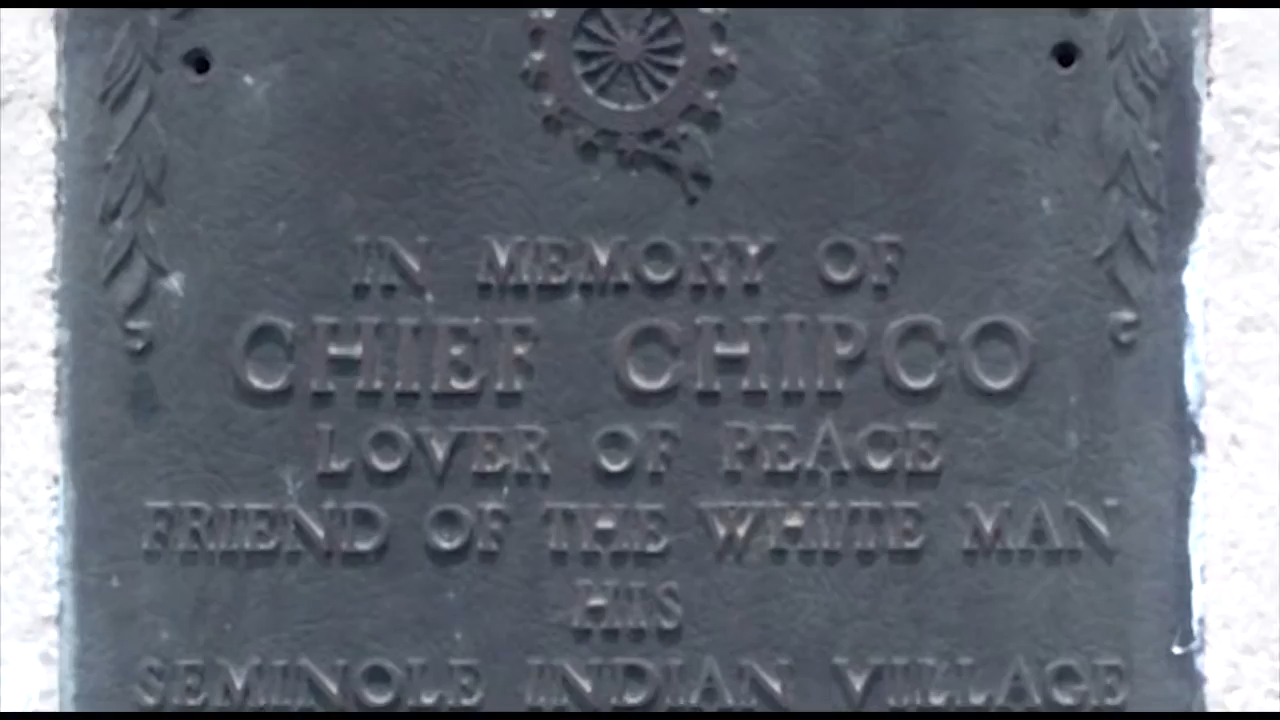 IN MEMORY OF
CHIEF CHIPCO
LOVER OF PEACE
FRIEND OF THE WHITE MAN
HIS
SEMINOLE INDIAN VILLAGE